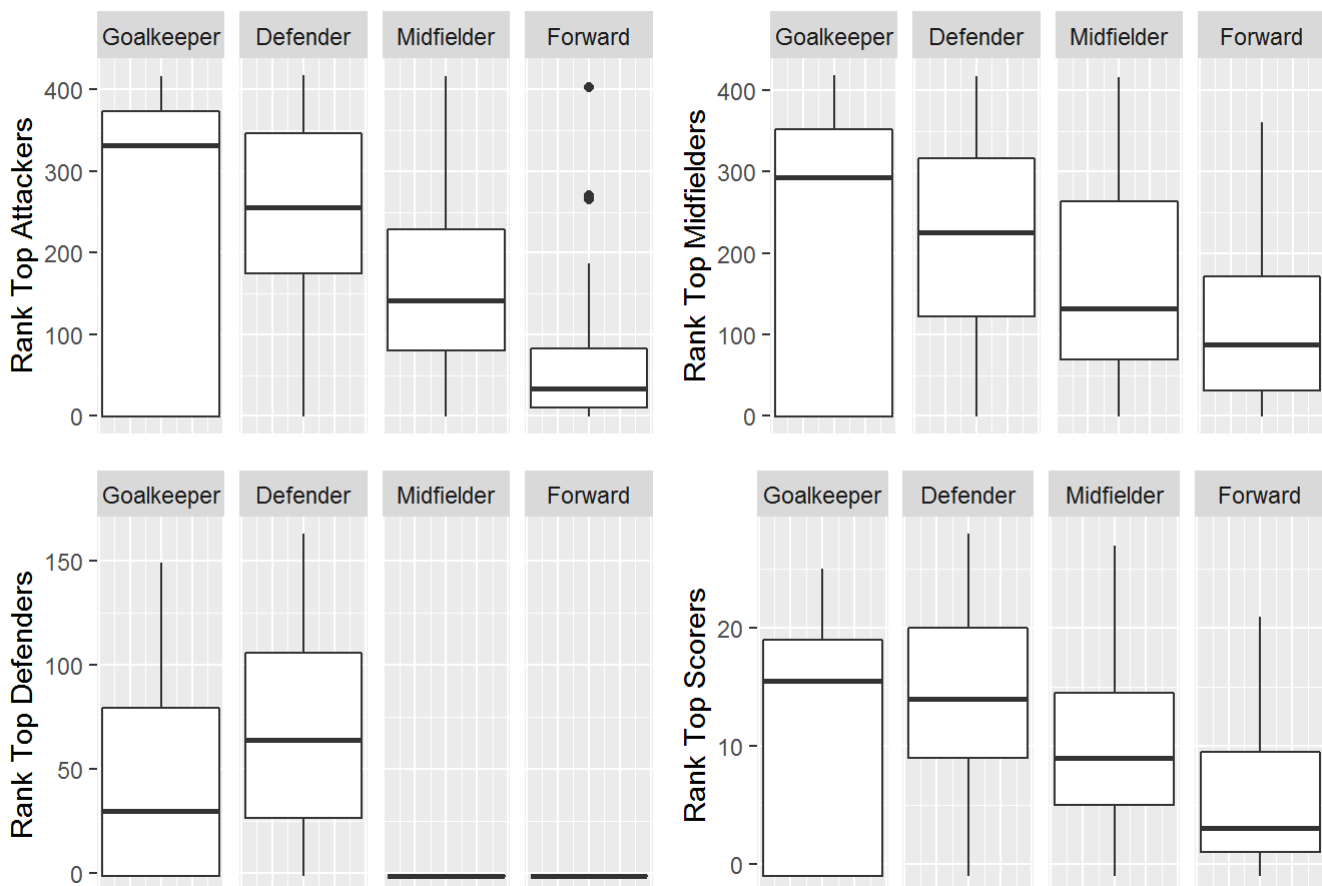 Goalkeeper Defender Midfielder Forward
Rank Top Attackers
400
300
200
100
0
Goalkeeper Defender Midfielder Forward
Rank Top Midfielders
400
300
200
100
0
Goalkeeper Defender Midfielder Forward
Rank Top Defenders
150
100
50
0
Goalkeeper Defender Midfielder Forward
Rank Top Scorers
20
10
0